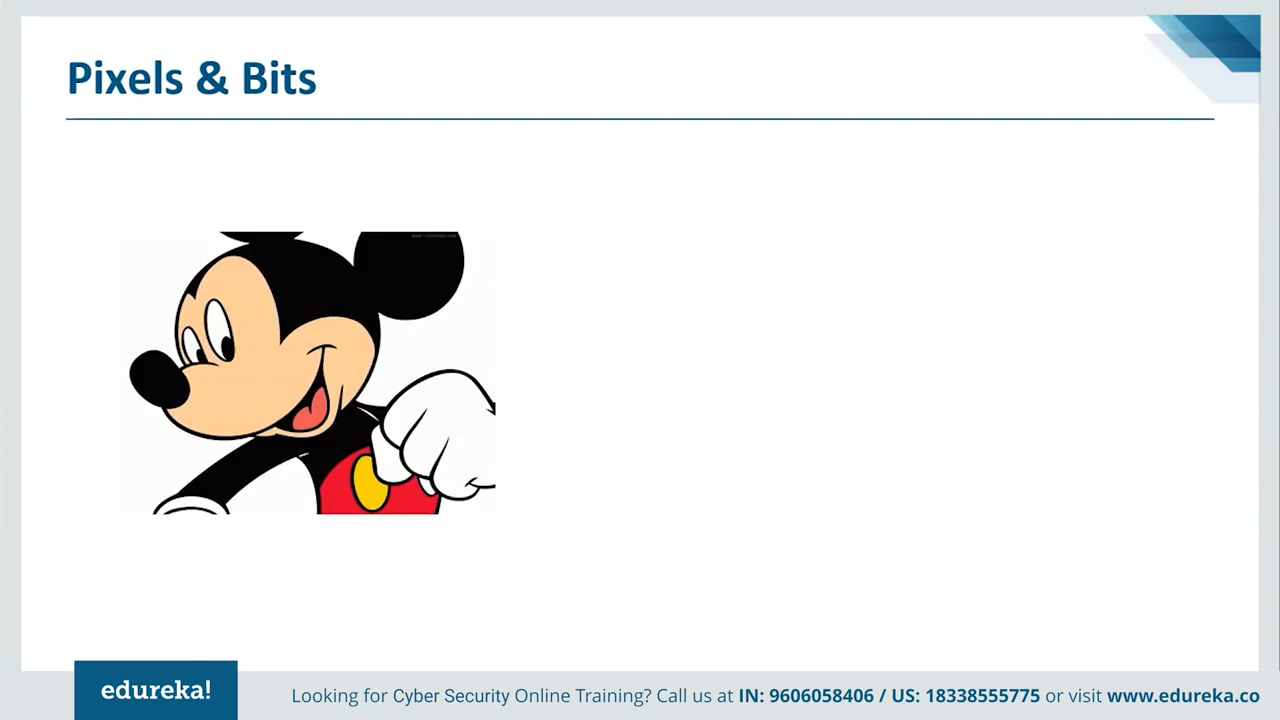 Pixels & Bits
edureka!
Looking for Cyber Security Online Training? Call us at IN: 9606058406 / US: 18338555775 or visit www.edureka.co